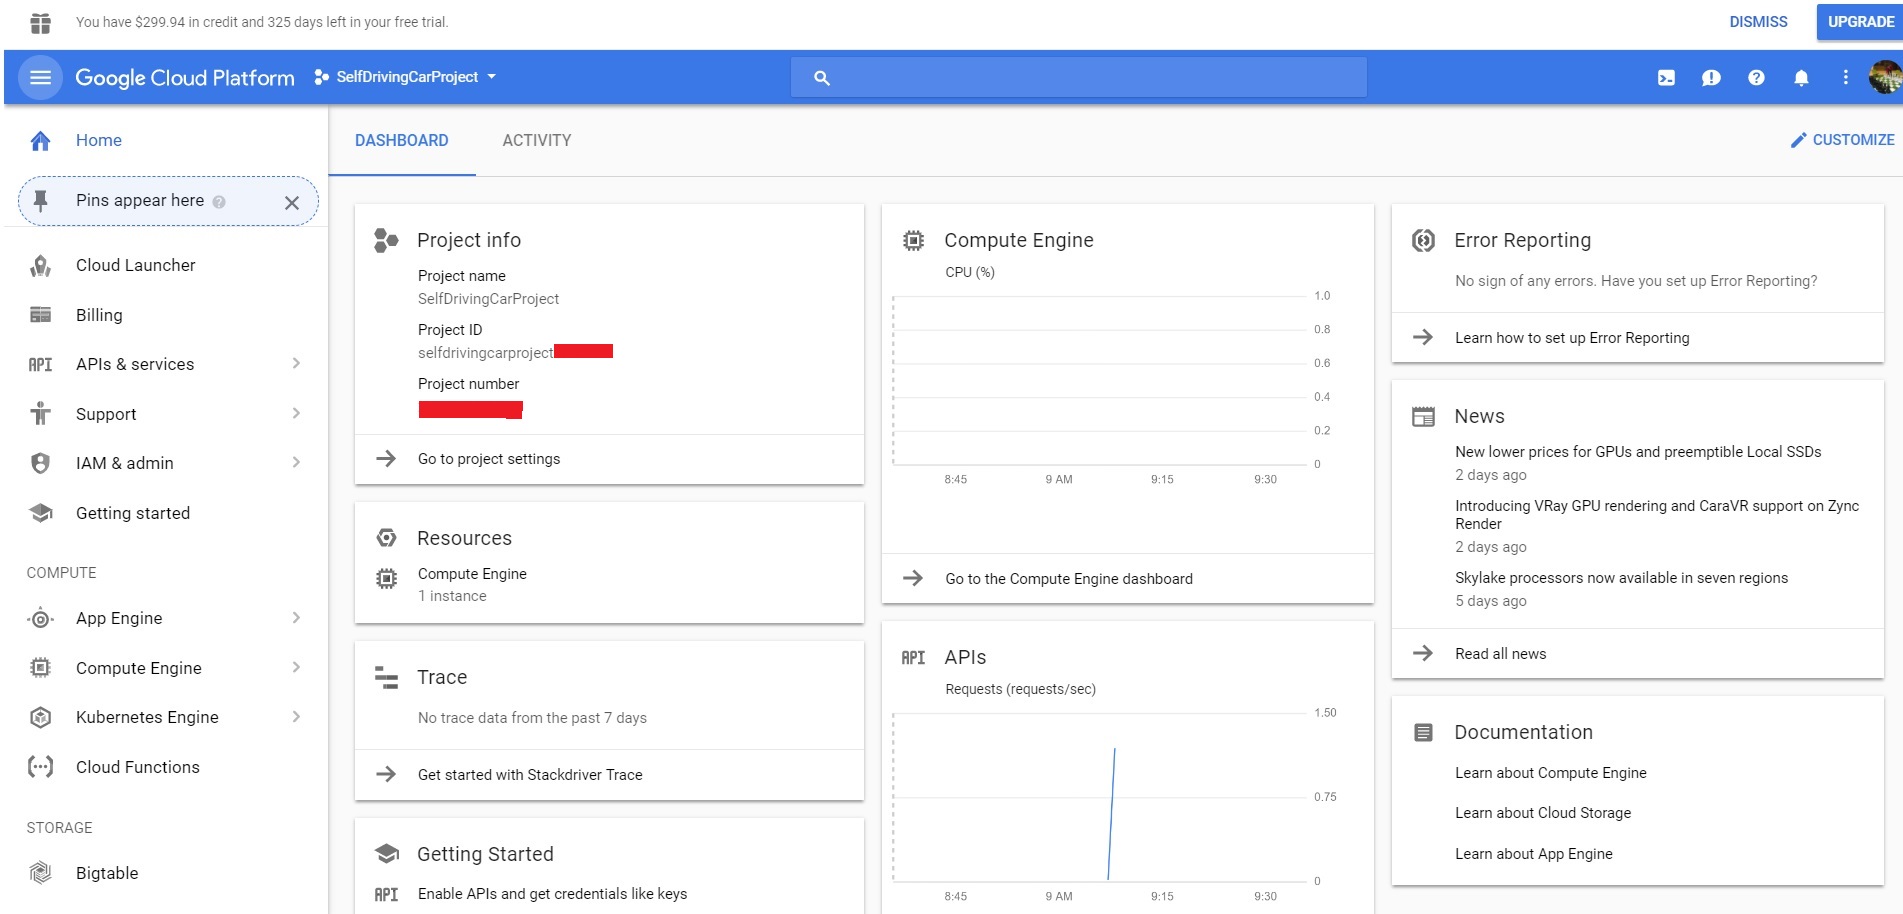 You have $299.94 in credit and 325 days left in your free trial.
DISMISS
UPGRADE
Google Cloud Platform
SelfDrivingCarProject
Home
Pins appear here
Cloud Launcher
Billing
API
APIs & services
Support
IAM & admin
Getting started
COMPUTE
App Engine
Compute Engine
Kubernetes Engine
Cloud Functions
STORAGE
Bigtable
DASHBOARD
ACTIVITY
CUSTOMIZE
Project info
Project name
SelfDrivingCarProject
Project ID
selfdrivingcarproject
Project number
Go to project settings
Resources
Compute Engine
1 instance
Trace
No trace data from the past 7 days
Get started with Stackdriver Trace
Getting Started
API
Enable APIs and get credentials like keys
Compute Engine
CPU (%)
1.0
0.8
0.6
0.4
0.2
0
8:45
9 AM
9:15
9:30
Go to the Compute Engine dashboard
API
APIs
Requests (requests/sec)
1.50
0.75
0
8:45
9 AM
9:15
9:30
Error Reporting
No sign of any errors. Have you set up Error Reporting?
Learn how to set up Error Reporting
News
New lower prices for GPUs and preemptible Local SSDs
2 days ago
Introducing VRay GPU rendering and CaraVR support on Zync
Render
2 days ago
Skylake processors now available in seven regions
5 days ago
Read all news
Documentation
Learn about Compute Engine
Learn about Cloud Storage
Learn about App Engine